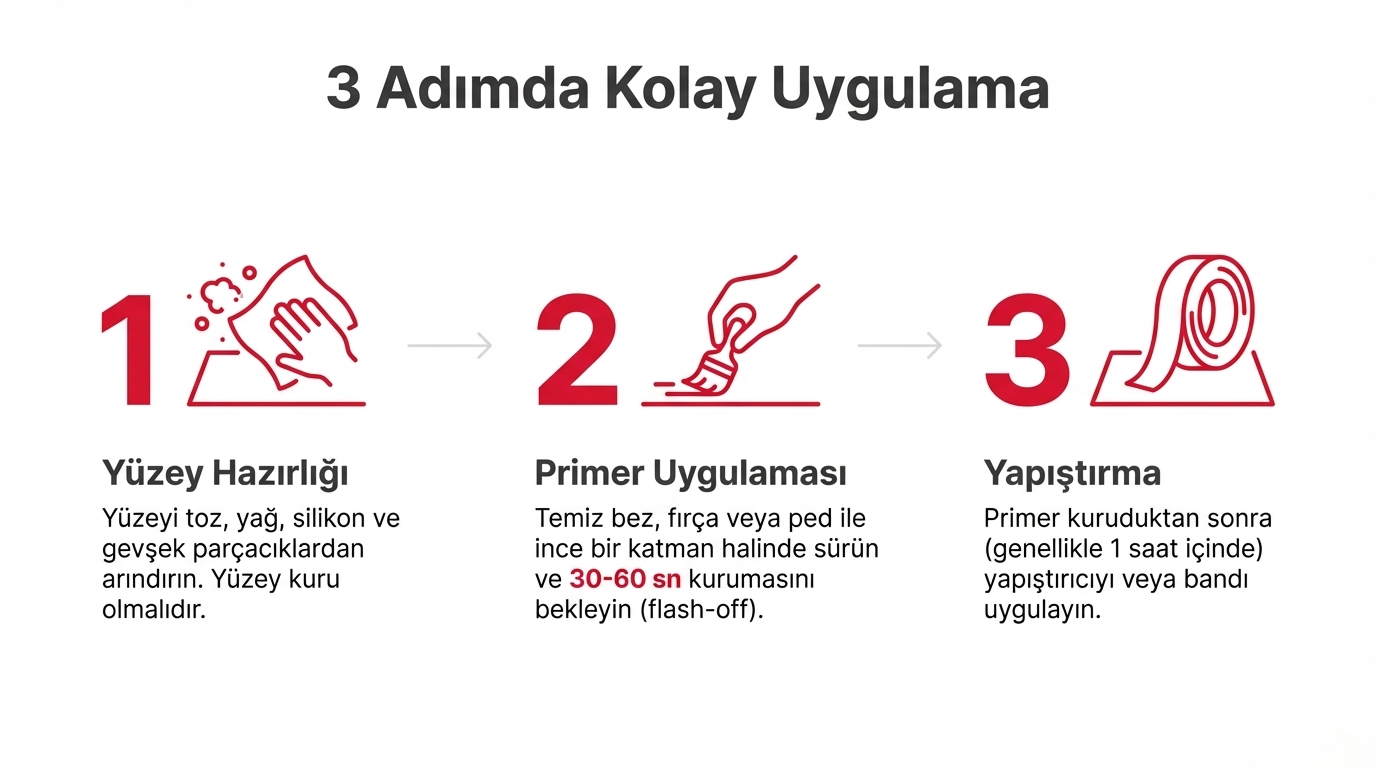 3 Adımda Kolay Uygulama
1
Yüzey Hazırlığı
Yüzeyi toz, yağ, silikon ve
gevşek parçacıklardan
arındırın. Yüzey kuru
olmalıdır.
2
Primer Uygulaması
Temiz bez, fırça veya ped ile
ince bir katman halinde sürün
ve 30-60 sn kurumasını
bekleyin (flash-off).
3
Yapıştırma
Primer kuruduktan sonra
(genellikle 1 saat içinde)
yapıştırıcıyı veya bandı
uygulayın.